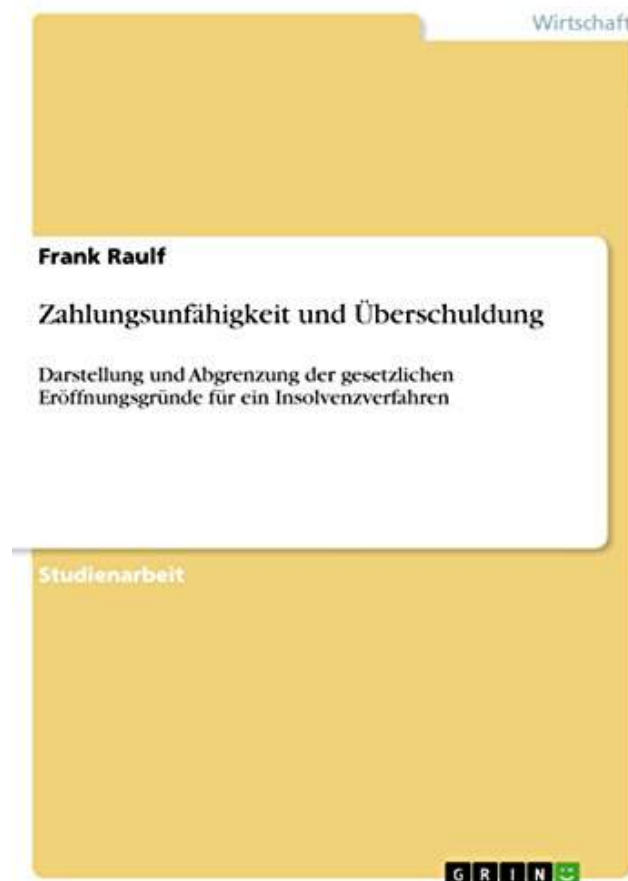 Wirtschaft
Frank Raulf
Zahlungsunfähigkeit und Überschuldung
Darstellung und Abgrenzung der gesetzlichen
Eröffnungsgründe für ein Insolvenzverfahren
Studienarbeit
GRIN